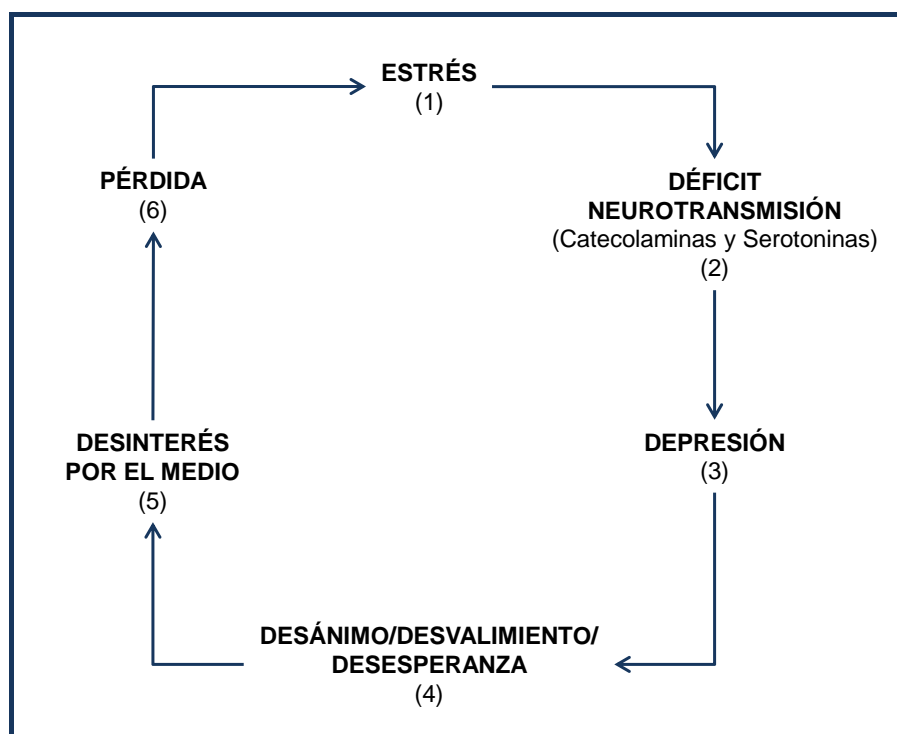 ESTRÉS
(1)
DÉFICIT
NEUROTRANSMISIÓN
(Catecolaminas y Serotoninas)
(2)
DEPRESIÓN
(3)
DESÁNIMO/DESVALIMIENTO/
DESESPERANZA
(4)
DESINTERÉS
POR EL MEDIO
(5)
PÉRDIDA
(6)